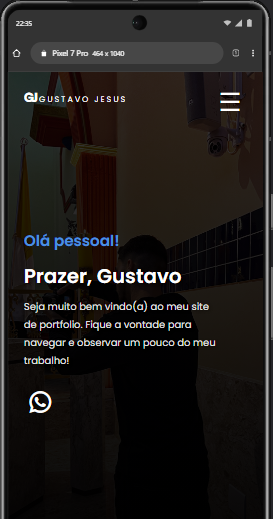 22:35
Pixel 7 Pro 464 x 1040
GJ GUSTAVO JESUS
Olá pessoal!
Prazer, Gustavo
Seja muito bem vindo(a) ao meu site
de portfolio. Fique a vontade para
navegar e observar um pouco do meu
trabalho!